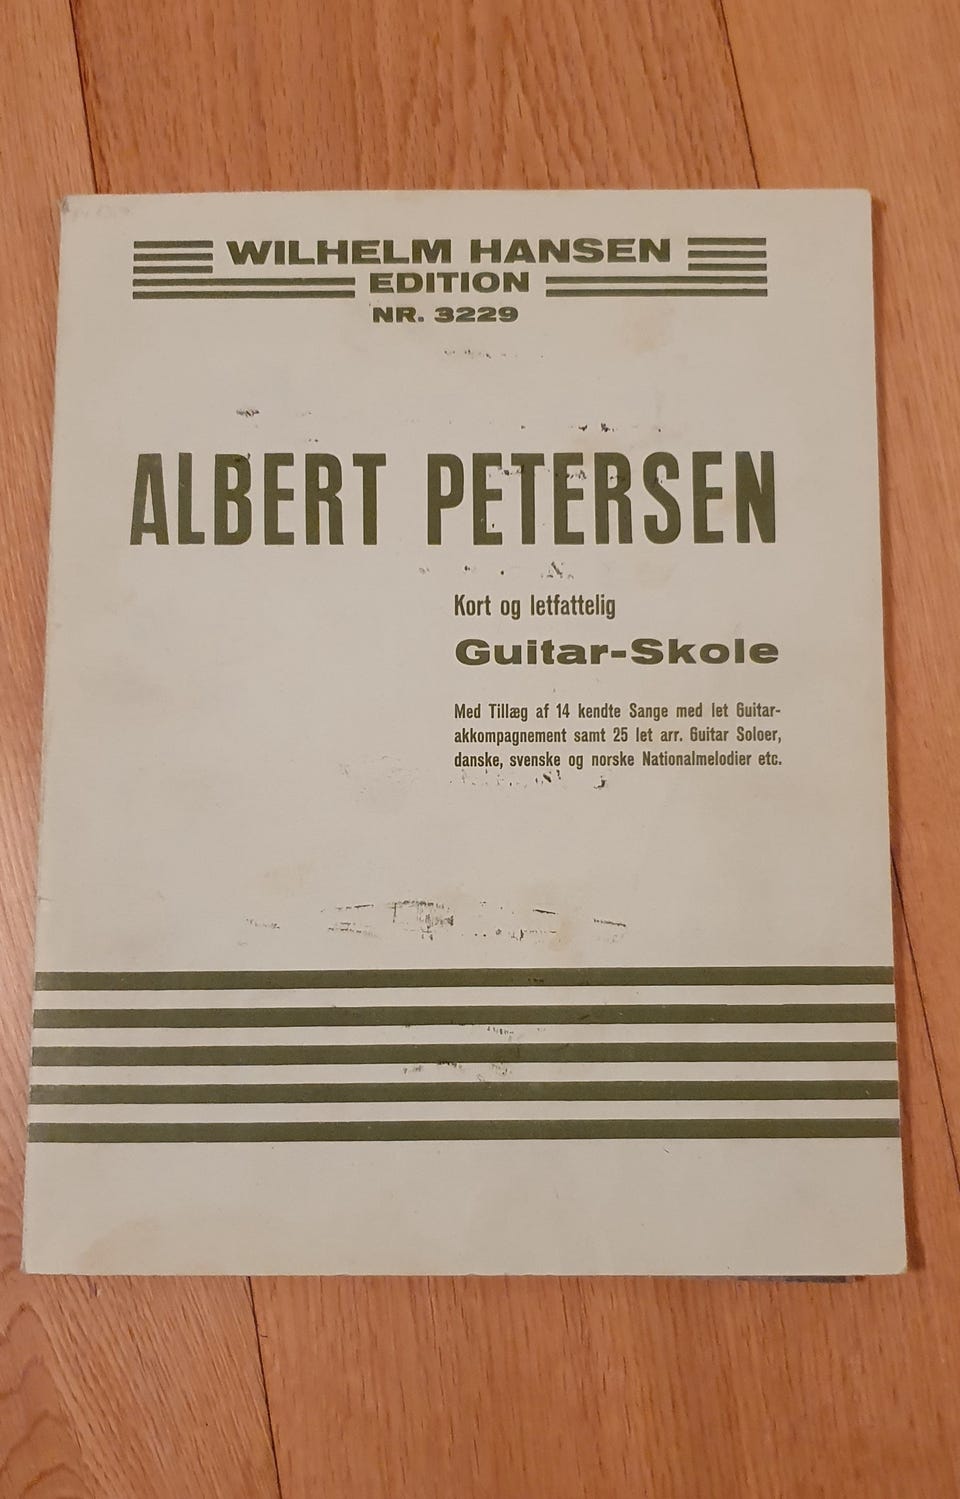 WILHELM HANSEN
EDITION
NR. 3229
ALBERT PETERSEN
Kort og letfattelig
Guitar-Skole
Med Tillæg af 14 kendte Sange med let Guitar-
akkompagnement samt 25 let arr. Guitar Soloer,
danske, svenske og norske Nationalmelodier etc.